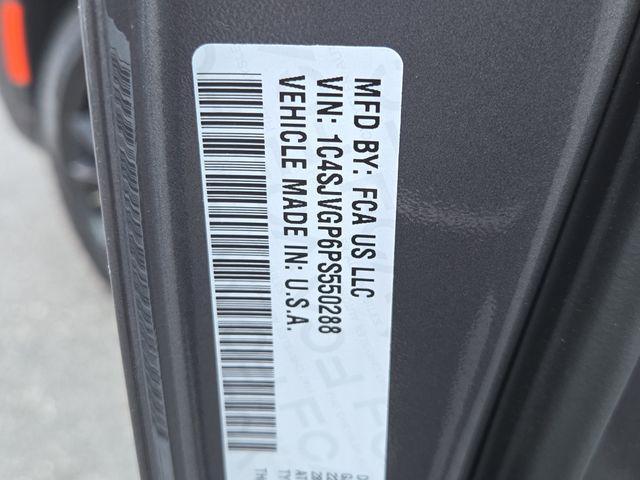 MFD BY: FCA US LLC
VIN: 1C4SJVGP6PS550288
VEHICLE MADE IN: U.S.A.